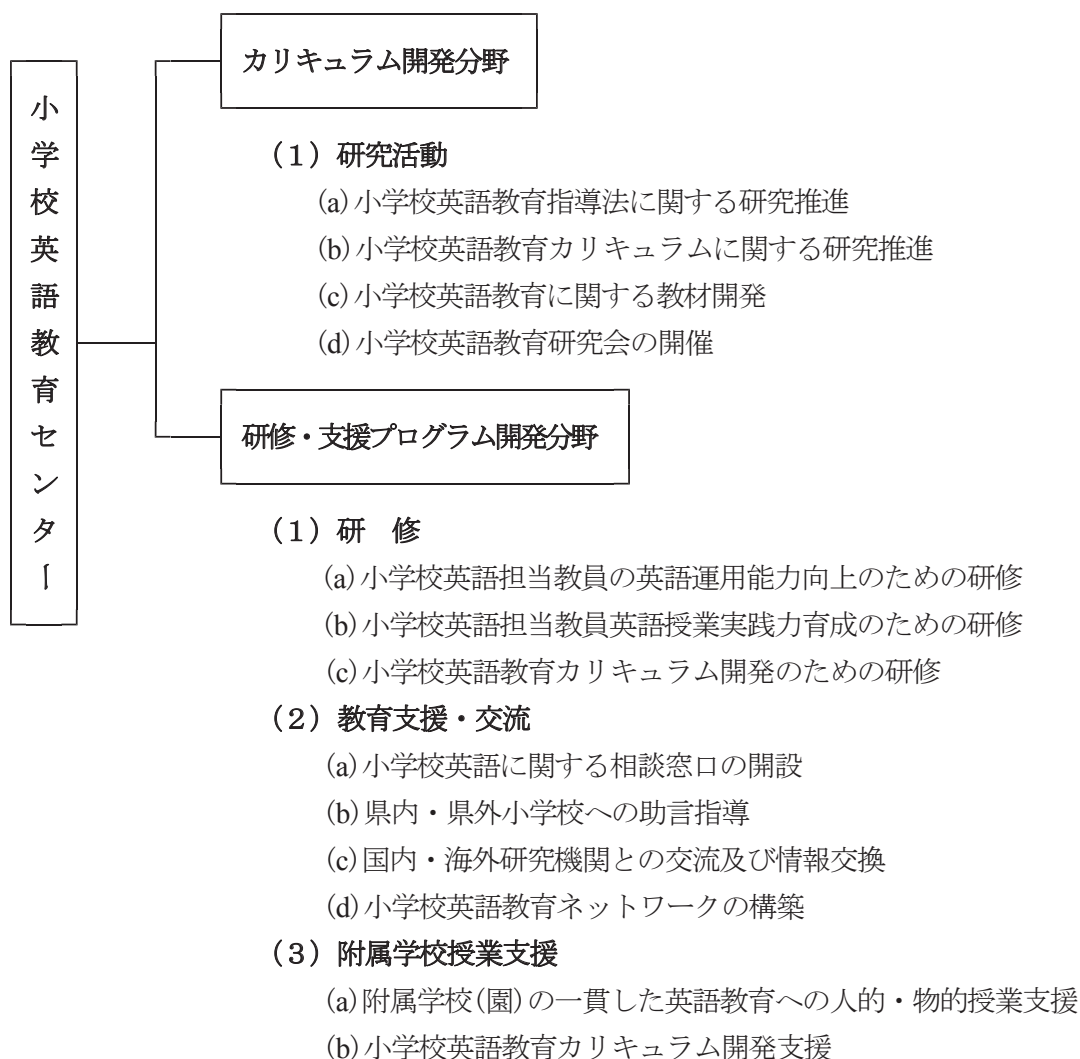 小学校英語教育センター
カリキュラム開発分野
（１）研究活動
(a)小学校英語教育指導法に関する研究推進
(b)小学校英語教育カリキュラムに関する研究推進
(c)小学校英語教育に関する教材開発
(d)小学校英語教育研究会の開催
研修・支援プログラム開発分野
（１）研　修
(a)小学校英語担当教員の英語運用能力向上のための研修
(b)小学校英語担当教員英語授業実践力育成のための研修
(c)小学校英語教育カリキュラム開発のための研修
（２）教育支援・交流
(a)小学校英語に関する相談窓口の開設
(b)県内・県外小学校への助言指導
(c)国内・海外研究機関との交流及び情報交換
(d)小学校英語教育ネットワークの構築
（３）附属学校授業支援
(a)附属学校(園)の一貫した英語教育への人的・物的授業支援
(b)小学校英語教育カリキュラム開発支援